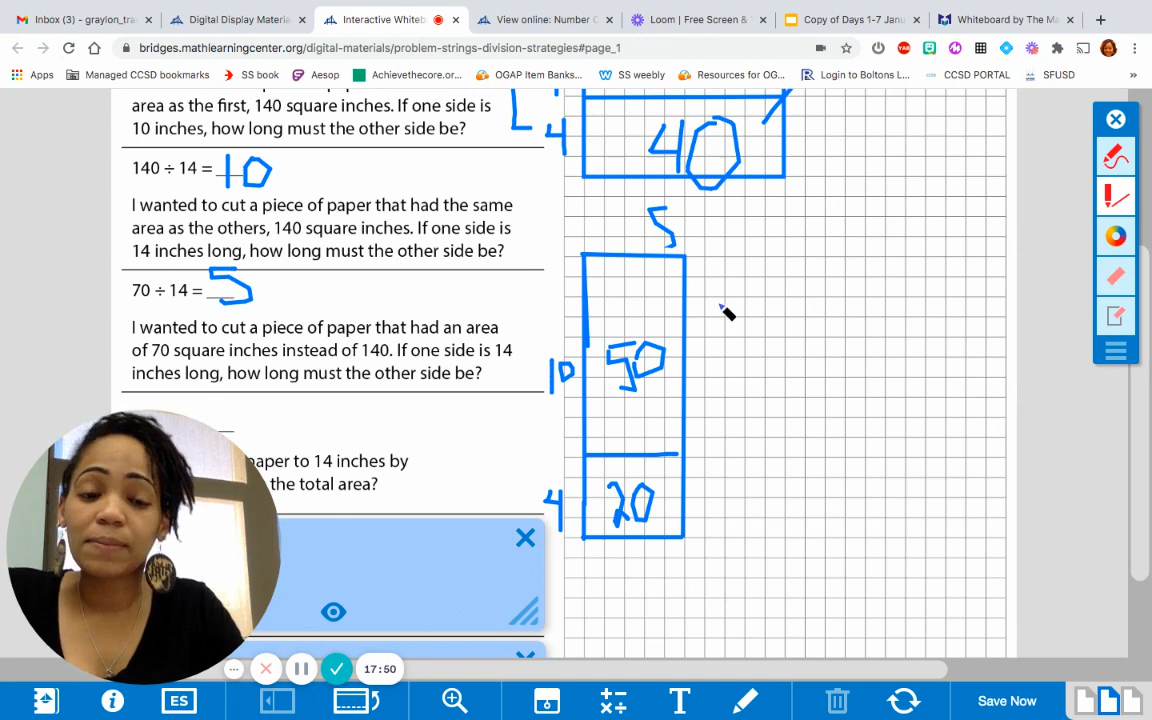 Inbox (3) - graylon_tra
Digital Display Materia
Interactive Whiteb
View online: Number C
Loom | Free Screen &
Copy of Days 1-7 Janu
Whiteboard by The Ma
bridges.mathlearningcenter.org/digital-materials/problem-strings-division-strategies#page_1
Apps
Managed CCSD bookmarks
SS book
Aesop
Achievethecore.org...
OGAP Item Banks...
SS weekly
Resources for OG...
Login to Boltons L...
CCSD PORTAL
SFUSD
area as the first, 140 square inches. If one side is
10 inches, how long must the other side be?
140 ÷ 14 = 10
I wanted to cut a piece of paper that had the same
area as the others, 140 square inches. If one side is
14 inches long, how long must the other side be?
70 ÷ 14 = 5
I wanted to cut a piece of paper that had an area
of 70 square inches instead of 140. If one side is 14
inches long, how long must the other side be?
paper to 14 inches by
the total area?
4
40
5
10
50
4
20
17:50
ES
T
Save Now